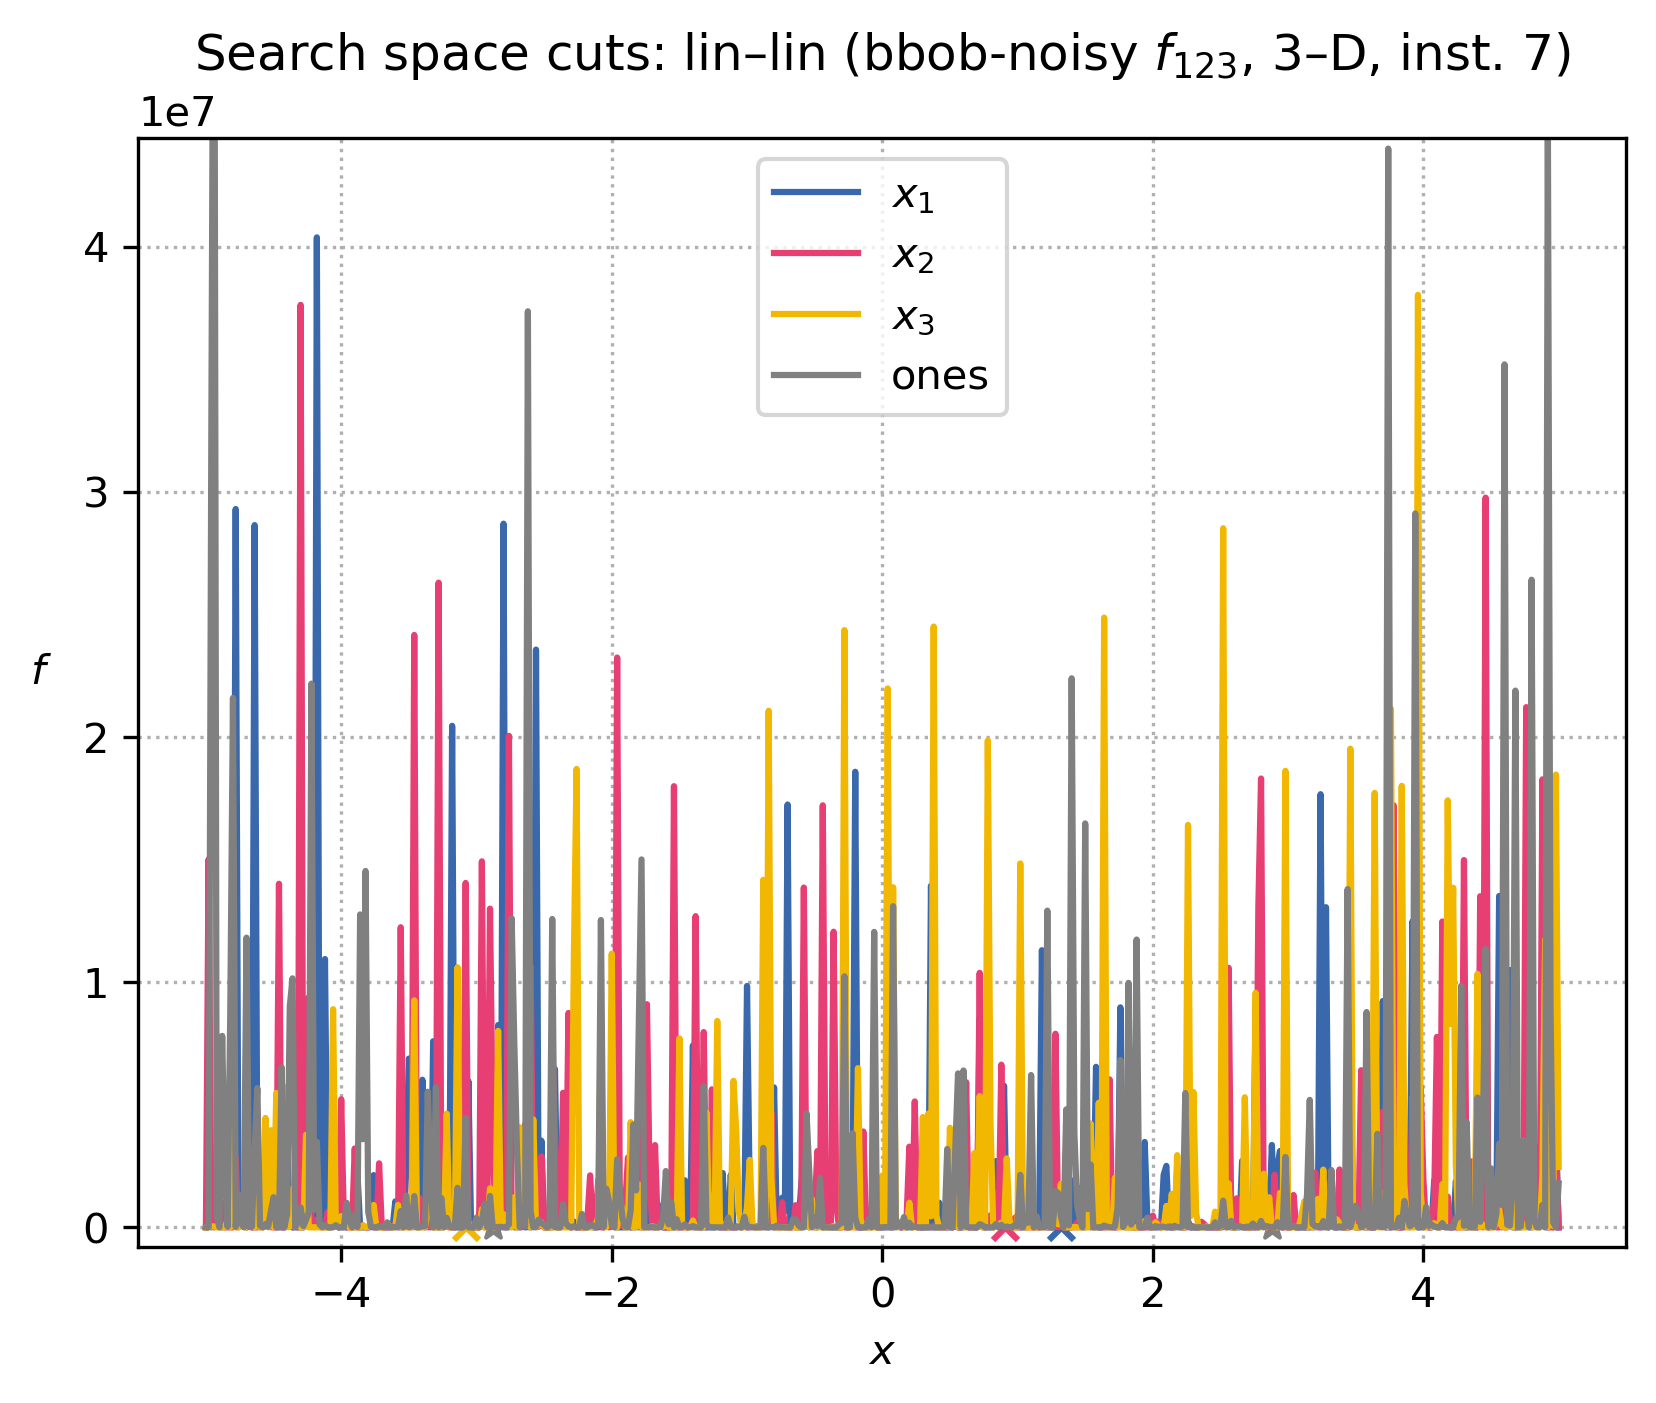 Search space cuts: lin–lin (bbob-noisy f₁₂₃, 3–D, inst. 7)
1e7
x₁
x₂
x₃
ones
4
3
2
1
0
f
−4 −2 0 2 4
x